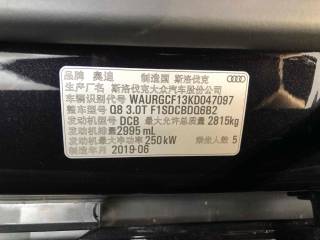 品牌 奥迪 制造国 斯洛伐克
生产厂名 斯洛伐克大众汽车股份公司
车辆识别代号 WAURGCF13KD047097
整车型号 Q8 3.0T F1SDCBDQ6B2
发动机型号 DCB 最大允许总质量 2815kg
发动机排量 2995 mL
发动机最大净功率 250kW 乘坐人数 5
制造年月 2019-06